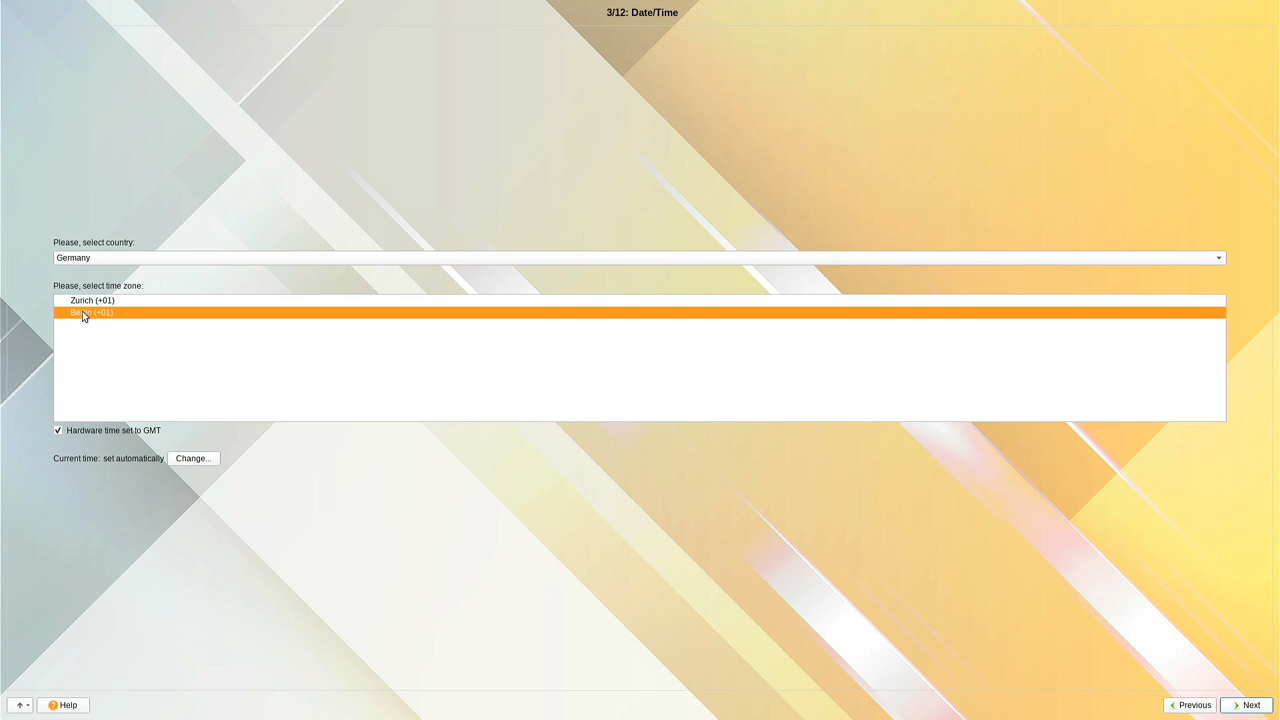 3/12: Date/Time
Please, select country:
Germany
Please, select time zone:
Zurich (+01)
Berlin (+01)
Hardware time set to GMT
Current time: set automatically Change...
Help
Previous
Next